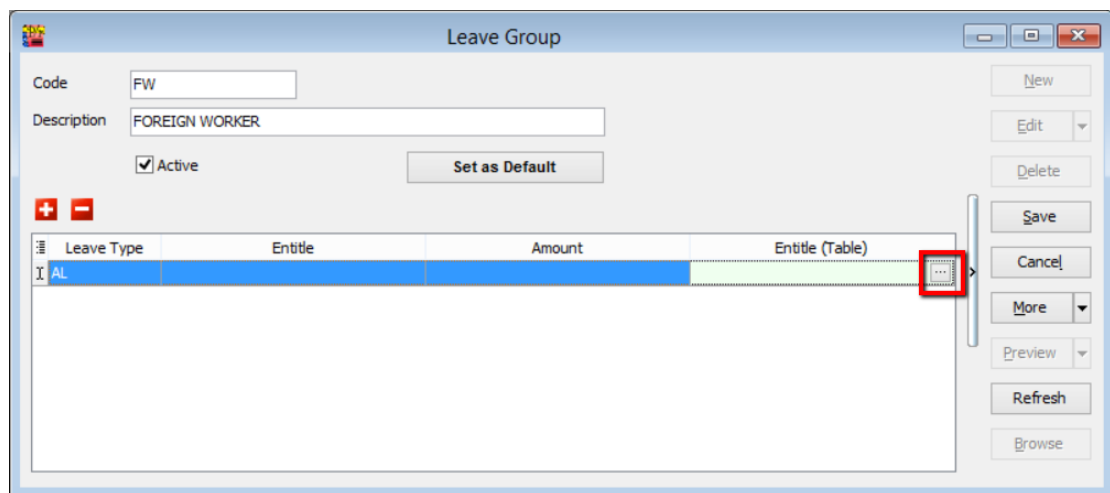 Leave Group
Code FW
Description FOREIGN WORKER
Active Set as Default
Leave Type Entitle Amount Entitle (Table)
AL ...
New
Edit
Delete
Save
Cancel
More
Preview
Refresh
Browse